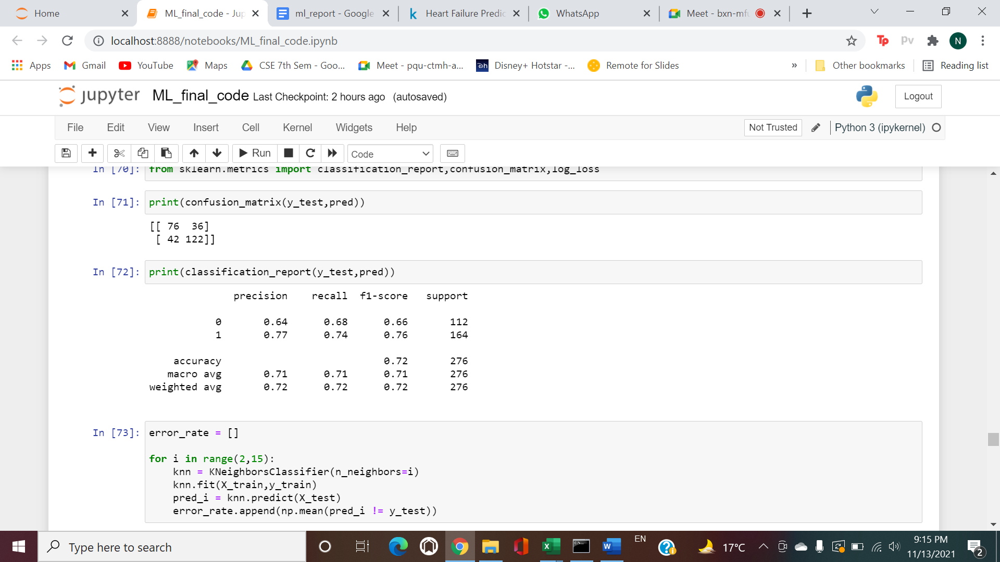 Home
ML_final_code - Jup
ml_report - Google
Heart Failure Predic
WhatsApp
Meet - bxn-mfu
localhost:8888/notebooks/ML_final_code.ipynb
Tp
pv
N
Apps
Gmail
YouTube
Maps
CSE 7th Sem - Goo...
Meet - pqu-ctmh-a...
Disney+ Hotstar -...
Remote for Slides
»
Other bookmarks
Reading list
jupyter ML_final_code Last Checkpoint: 2 hours ago (autosaved)
Logout
File Edit View Insert Cell Kernel Widgets Help
Not Trusted
Python 3 (ipykernel)
Run
Code
In [70]: from sklearn.metrics import classification_report,confusion_matrix,log_loss
In [71]: print(confusion_matrix(y_test,pred))
[[ 76  36]
 [ 42 122]]
In [72]: print(classification_report(y_test,pred))
precision recall f1-score support
0 0.64 0.68 0.66 112
1 0.77 0.74 0.76 164
accuracy 0.72 276
macro avg 0.71 0.71 0.71 276
weighted avg 0.72 0.72 0.72 276
In [73]: error_rate = []
for i in range(2,15):
    knn = KNeighborsClassifier(n_neighbors=i)
    knn.fit(X_train,y_train)
    pred_i = knn.predict(X_test)
    error_rate.append(np.mean(pred_i != y_test))
Type here to search
EN
17°C
9:15 PM
11/13/2021
2